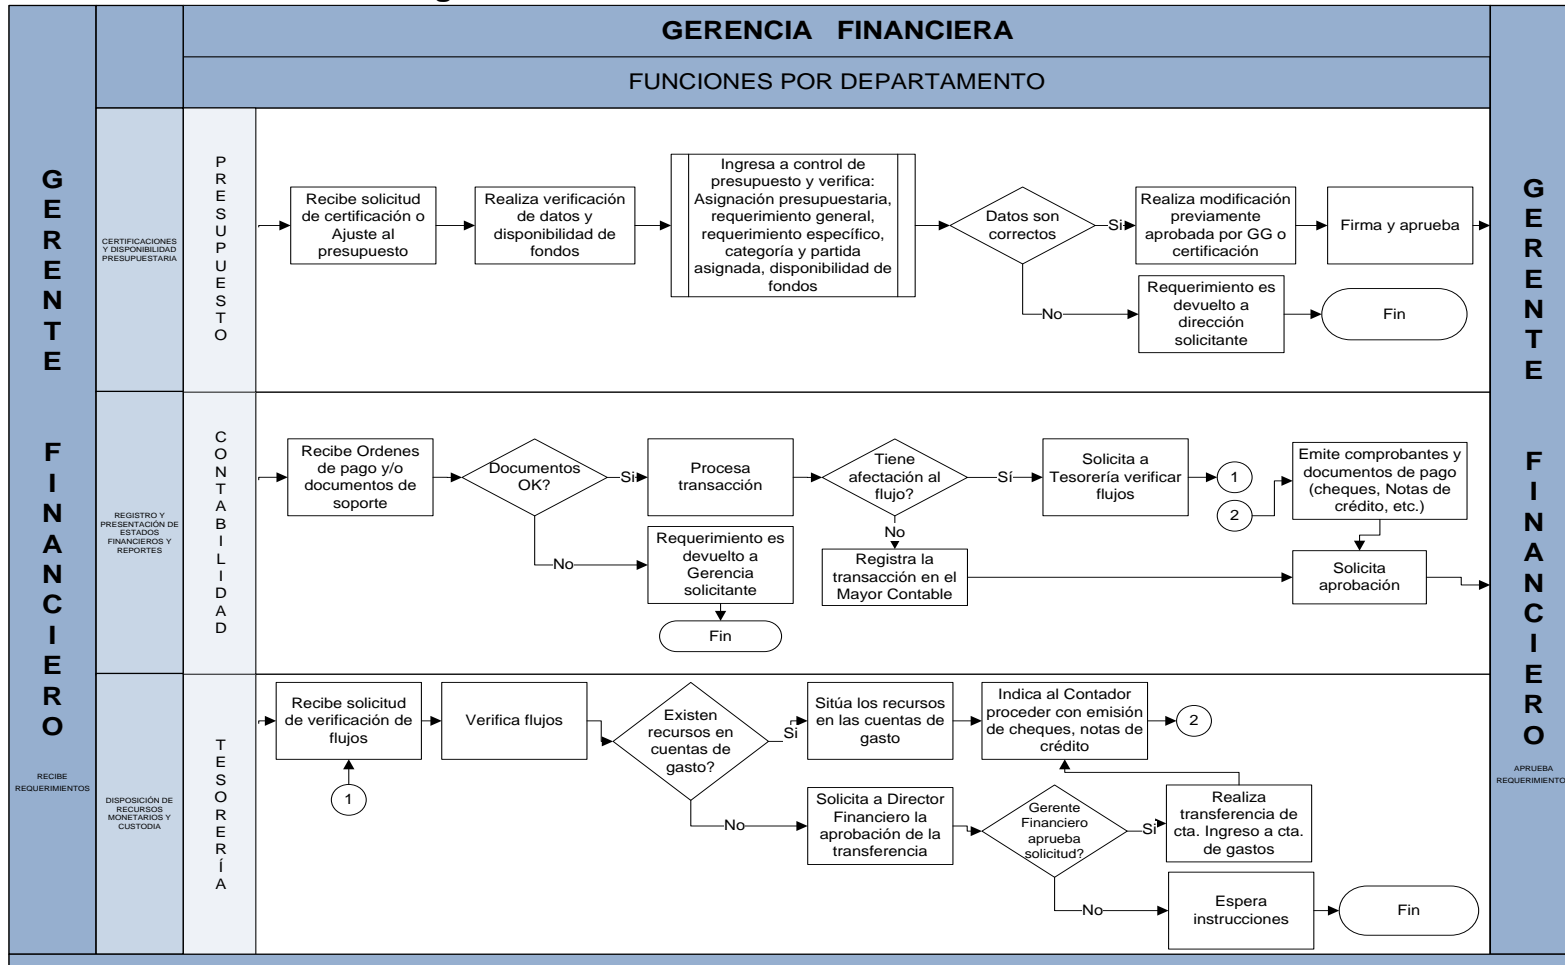 GERENCIA FINANCIERA
FUNCIONES POR DEPARTAMENTO
GERENTE FINANCIERO
RECIBE
REQUERIMIENTOS
CERTIFICACIONES
Y DISPONIBILIDAD
PRESUPUESTARIA
PRESUPUESTO
Recibe solicitud
de certificación o
Ajuste al
presupuesto
Realiza verificación
de datos y
disponibilidad de
fondos
Ingresa a control de
presupuesto y verifica:
Asignación presupuestaria,
requerimiento general,
requerimiento específico,
categoría y partida
asignada, disponibilidad de
fondos
Datos son
correctos
Si
Realiza modificación
previamente
aprobada por GG o
certificación
Firma y aprueba
No
Requerimiento es
devuelto a
dirección
solicitante
Fin
REGISTRO Y
PRESENTACIÓN DE
ESTADOS
FINANCIEROS Y
REPORTES
CONTABILIDAD
Recibe Ordenes
de pago y/o
documentos de
soporte
Documentos
OK?
Si
Procesa
transacción
Tiene
afectación al
flujo?
Sí
Solicita a
Tesorería verificar
flujos
1
2
Emite comprobantes y
documentos de pago
(cheques, Notas de
crédito, etc.)
No
Requerimiento es
devuelto a
Gerencia
solicitante
Fin
No
Registra la
transacción en el
Mayor Contable
Solicita
aprobación
DISPOSICIÓN DE
RECURSOS
MONETARIOS Y
CUSTODIA
TESORERÍA
Recibe solicitud
de verificación de
flujos
1
Verifica flujos
Existen
recursos en
cuentas de
gasto?
Si
Sitúa los recursos
en las cuentas de
gasto
Indica al Contador
proceder con emisión
de cheques, notas de
crédito
2
No
Solicita a Director
Financiero la
aprobación de la
transferencia
Gerente
Financiero
aprueba
solicitud?
Si
Realiza
transferencia de
cta. Ingreso a cta.
de gastos
No
Espera
instrucciones
Fin
GERENTE FINANCIERO
APRUEBA
REQUERIMIENTO